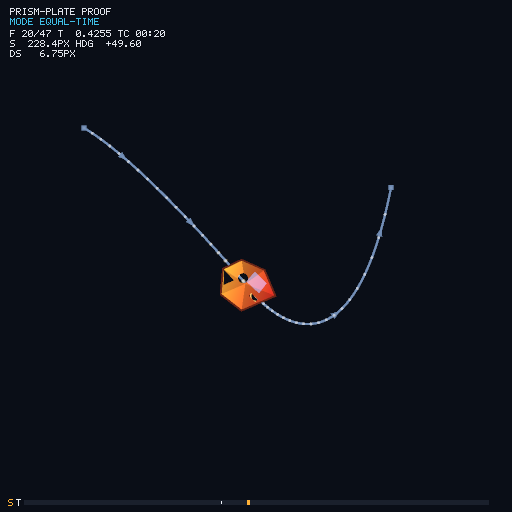 PRISM-PLATE PROOF
MODE EQUAL-TIME
F 20/47 T  0.4255 TC 00:20
S  228.4PX HDG  +49.60
DS   6.75PX
ST